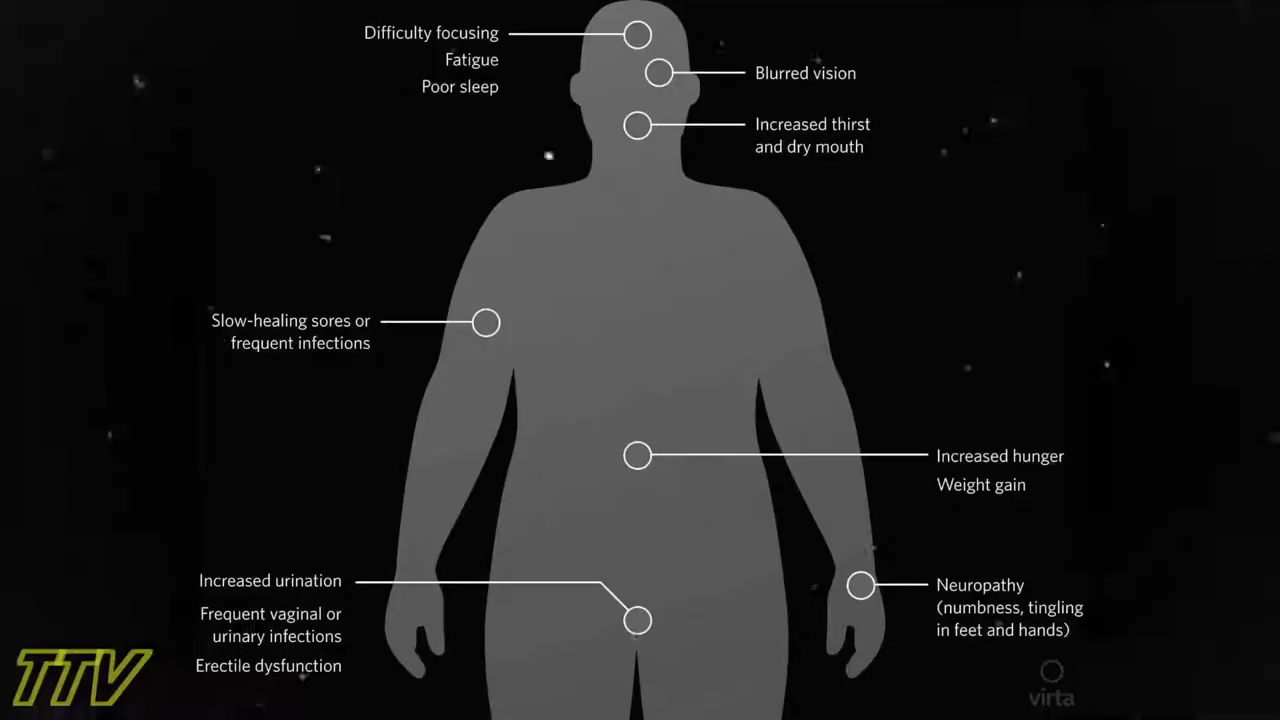 Difficulty focusing
Fatigue
Poor sleep
Blurred vision
Increased thirst
and dry mouth
Slow-healing sores or
frequent infections
Increased hunger
Weight gain
Increased urination
Frequent vaginal or
urinary infections
Erectile dysfunction
Neuropathy
(numbness, tingling
in feet and hands)
TTV
virta